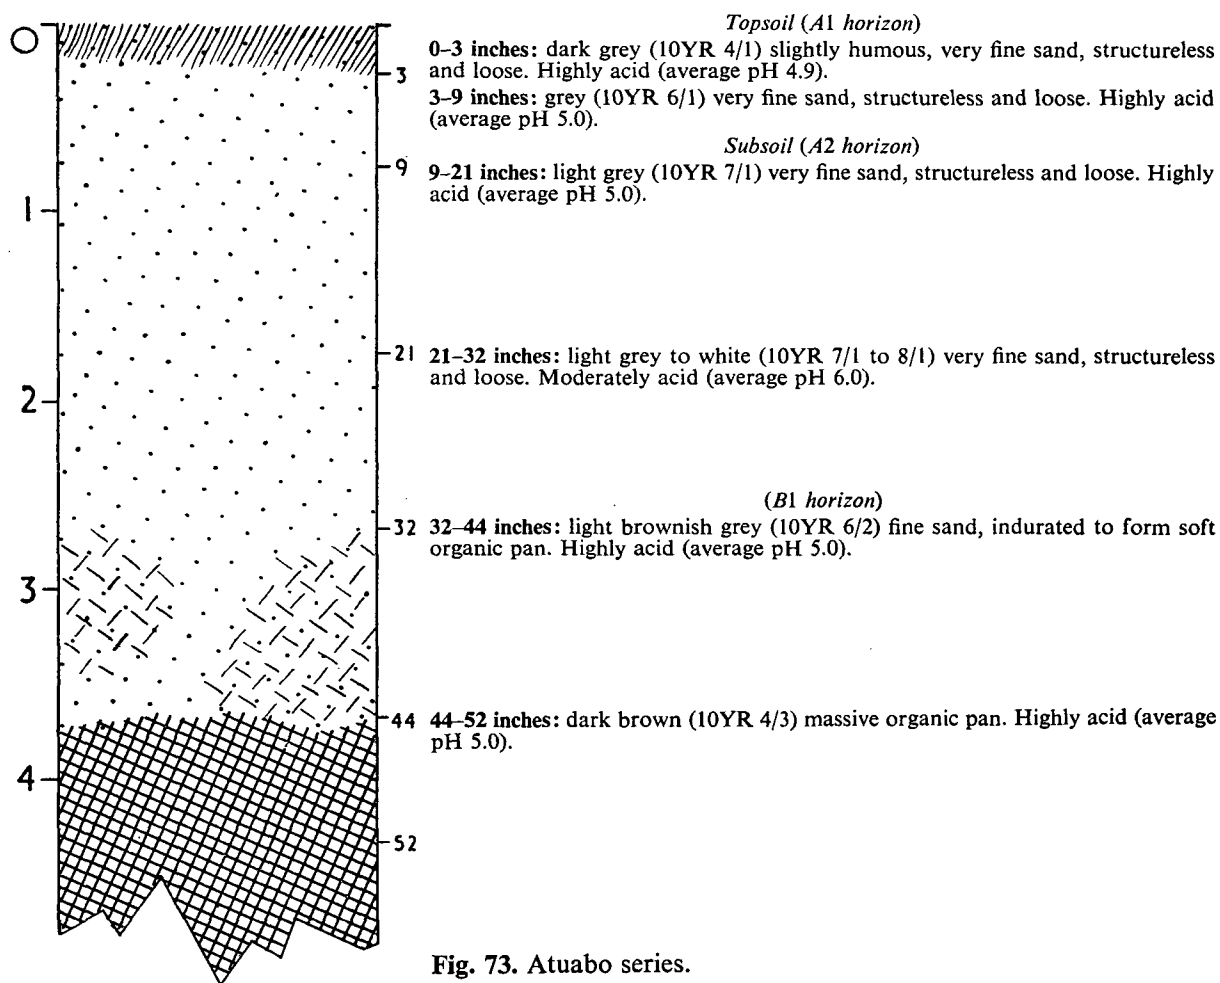 0
Topsoil (A1 horizon)
0–3 inches: dark grey (10YR 4/1) slightly humous, very fine sand, structureless
3 and loose. Highly acid (average pH 4.9).
3–9 inches: grey (10YR 6/1) very fine sand, structureless and loose. Highly acid
(average pH 5.0).
Subsoil (A2 horizon)
9 9–21 inches: light grey (10YR 7/1) very fine sand, structureless and loose. Highly
acid (average pH 5.0).
1
21 21–32 inches: light grey to white (10YR 7/1 to 8/1) very fine sand, structureless
and loose. Moderately acid (average pH 6.0).
2
(B1 horizon)
32 32–44 inches: light brownish grey (10YR 6/2) fine sand, indurated to form soft
organic pan. Highly acid (average pH 5.0).
3
44 44–52 inches: dark brown (10YR 4/3) massive organic pan. Highly acid (average
pH 5.0).
4
52
Fig. 73. Atuabo series.